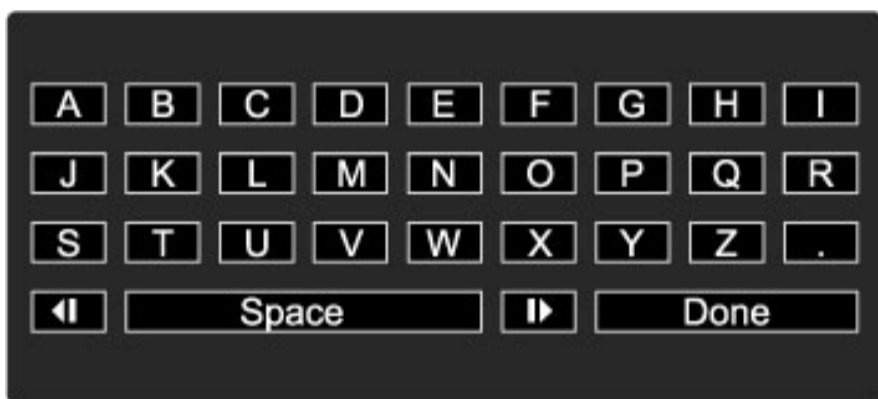 A B C D E F G H I
J K L M N O P Q R
S T U V W X Y Z .
Space Done